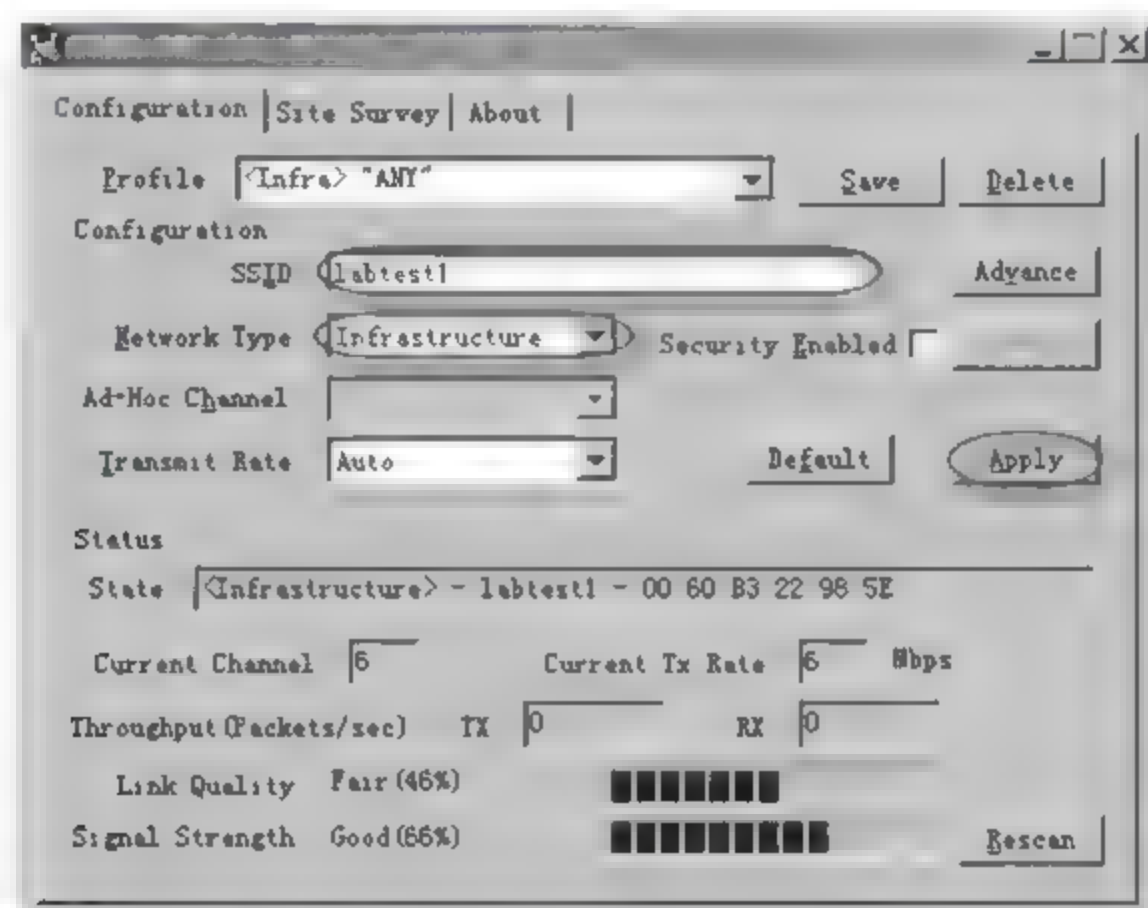 Configuration Site Survey About
Profile <Infra> "ANY" Save Delete
Configuration
SSID labtest1 Advance
Network Type Infrastructure Security Enabled
Ad-Hoc Channel
Transmit Rate Auto Default Apply
Status
State <Infrastructure> - labtest1 - 00 60 B3 22 98 5E
Current Channel 6 Current Tx Rate 6 Mbps
Throughput(Packets/sec) TX 0 RX 0
Link Quality Fair(46%)
Signal Strength Good(66%) Rescan